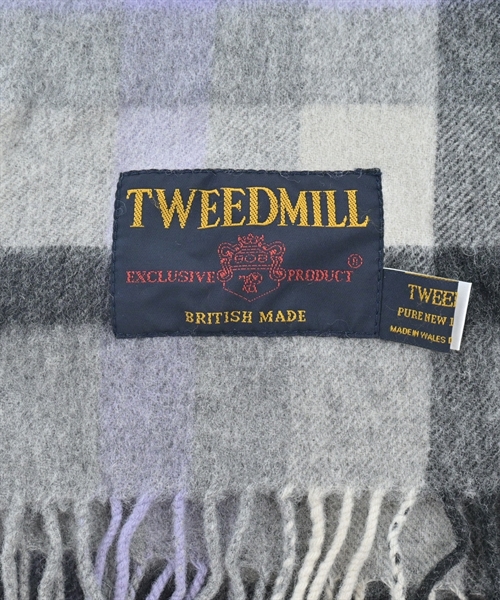 TWEEDMILL
EXCLUSIVE PRODUCT ®
BRITISH MADE
TWEE
PURE NEW
MADE IN WALES